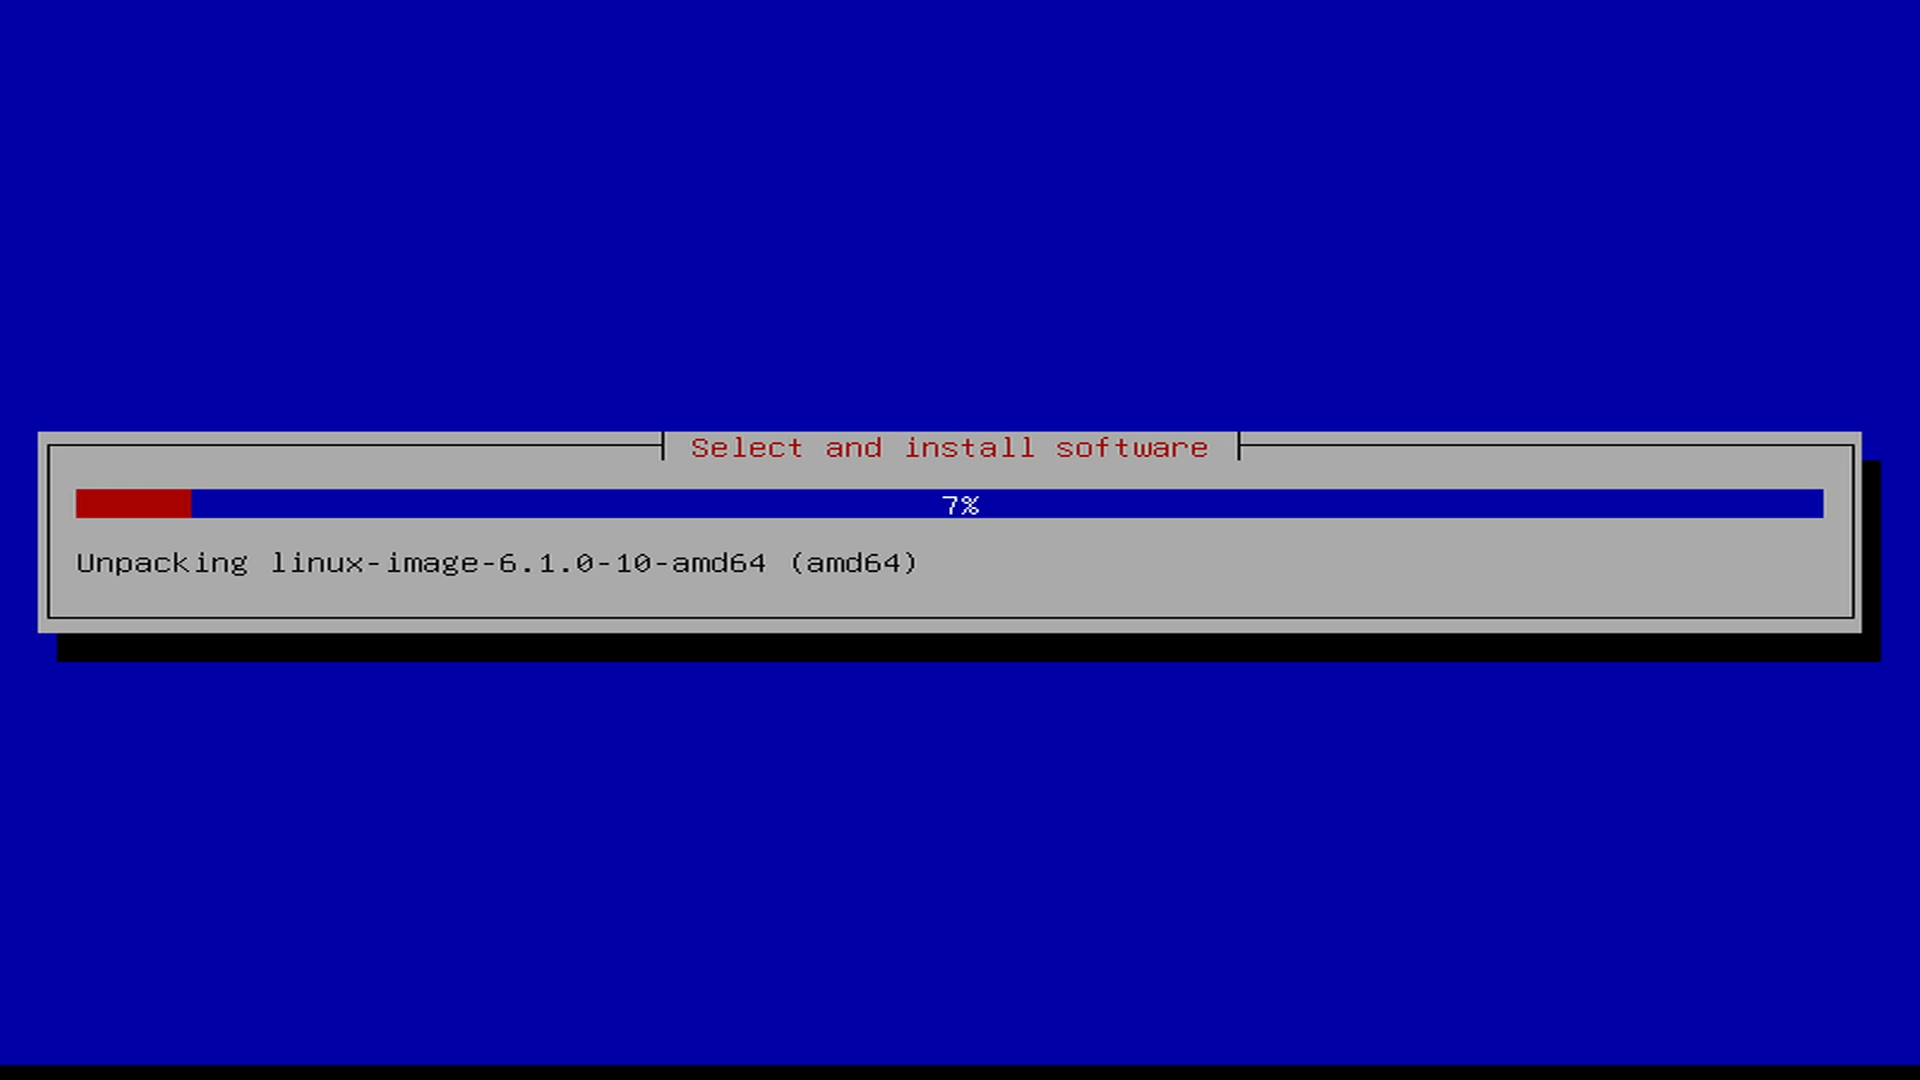 Select and install software
7%
Unpacking linux-image-6.1.0-10-amd64 (amd64)